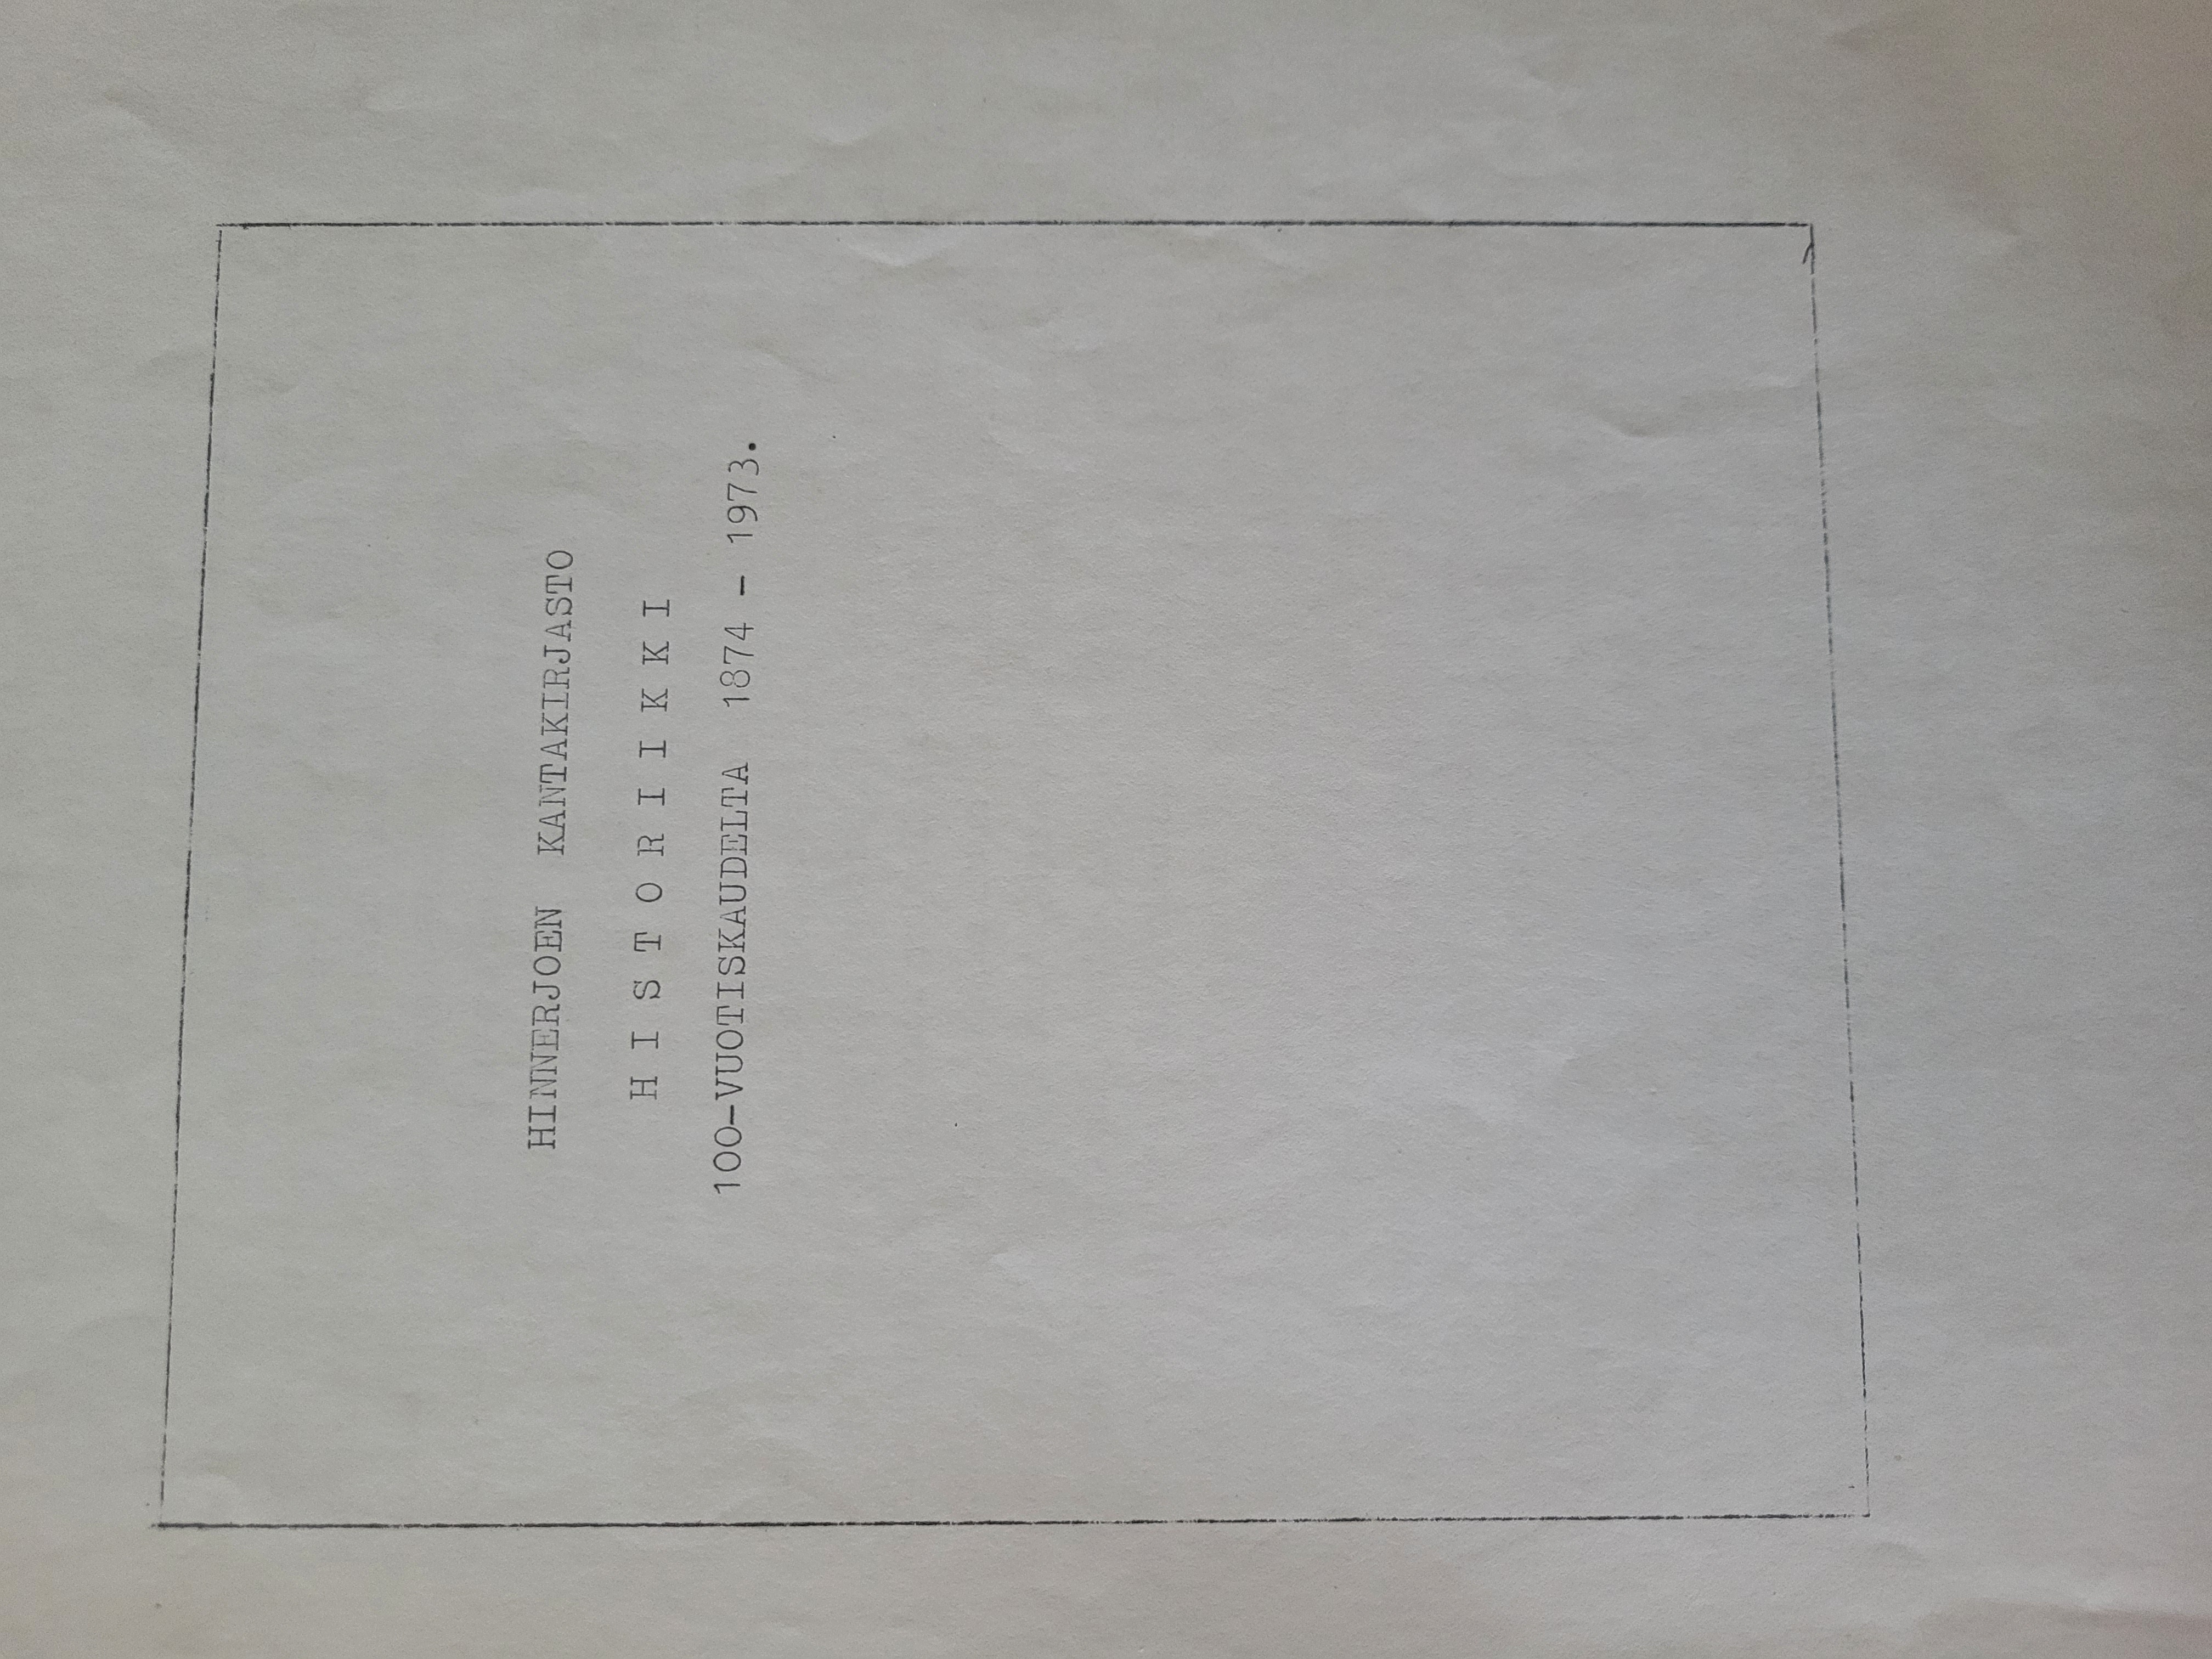 HINNERJOEN KANTAKIRJASTO
H I S T O R I I K K I
100-VUOTISKAUDELTA 1874 - 1973.